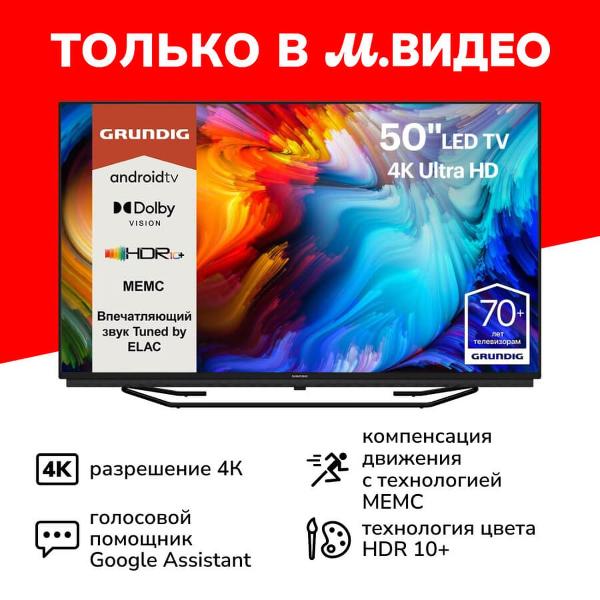 ТОЛЬКО В М.ВИДЕО
GRUNDIG
androidtv
Dolby
VISION
HDR10+
MEMC
Впечатляющий
звук Tuned by
ELAC
50" LED TV
4K Ultra HD
70+
лет
телевизорам
GRUNDIG
GRUNDIG
4K разрешение 4К
голосовой
помощник
Google Assistant
компенсация
движения
с технологией
MEMC
технология цвета
HDR 10+